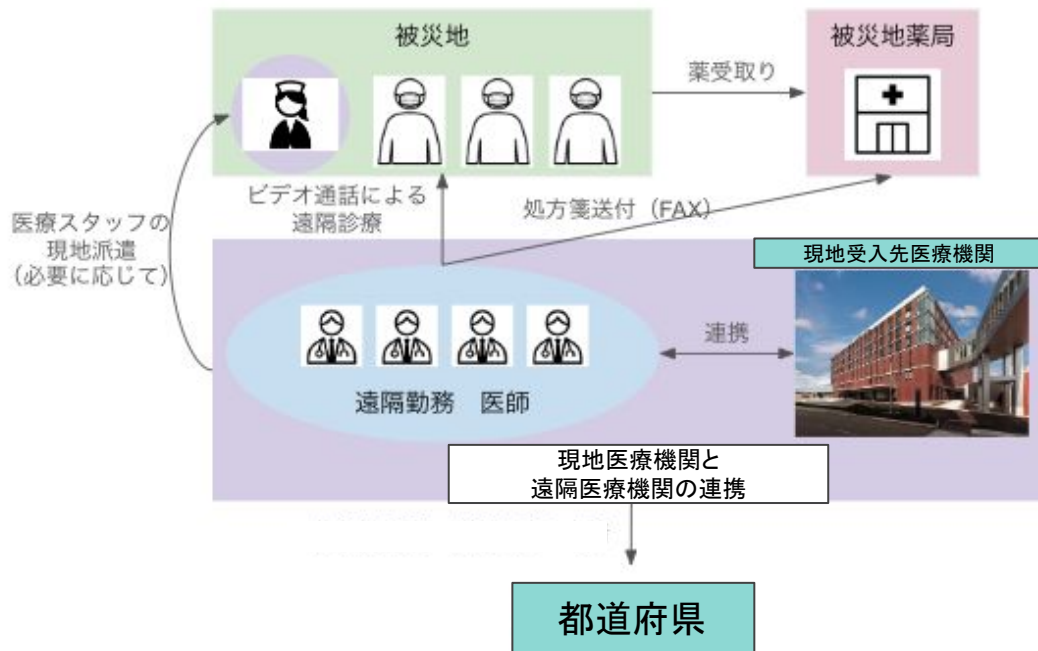 被災地
被災地薬局
薬受取り
ビデオ通話による
遠隔診療
処方箋送付（FAX）
医療スタッフの
現地派遣
（必要に応じて）
現地受入先医療機関
連携
遠隔勤務　医師
現地医療機関と
遠隔医療機関の連携
都道府県